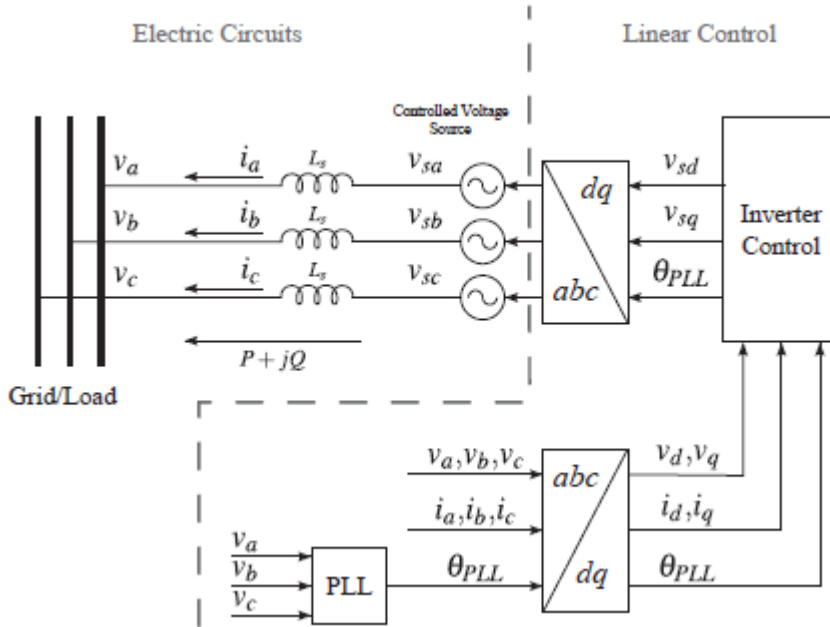 Electric Circuits
Linear Control
Controlled Voltage
Source
v_a
i_a
L_s
v_sa
dq
v_sd
v_b
i_b
L_s
v_sb
v_sq
Inverter
Control
v_c
i_c
L_s
v_sc
abc
θ_PLL
P + jQ
Grid/Load
v_a,v_b,v_c
abc
v_d,v_q
i_a,i_b,i_c
i_d,i_q
v_a
v_b
v_c
PLL
θ_PLL
dq
θ_PLL